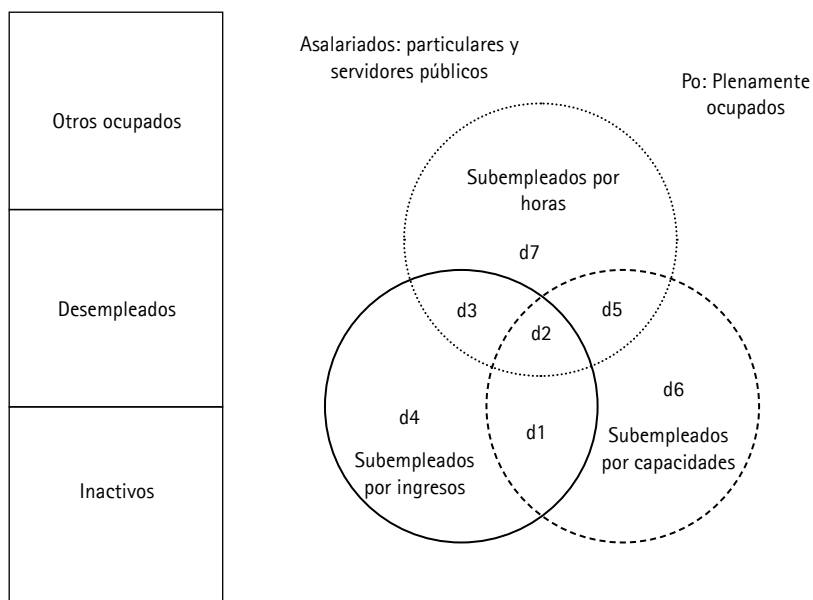 Otros ocupados
Desempleados
Inactivos
Asalariados: particulares y
servidores públicos
Po: Plenamente
ocupados
Subempleados por
horas
d7
d3
d5
d2
d6
d4
d1
Subempleados
por capacidades
Subempleados
por ingresos